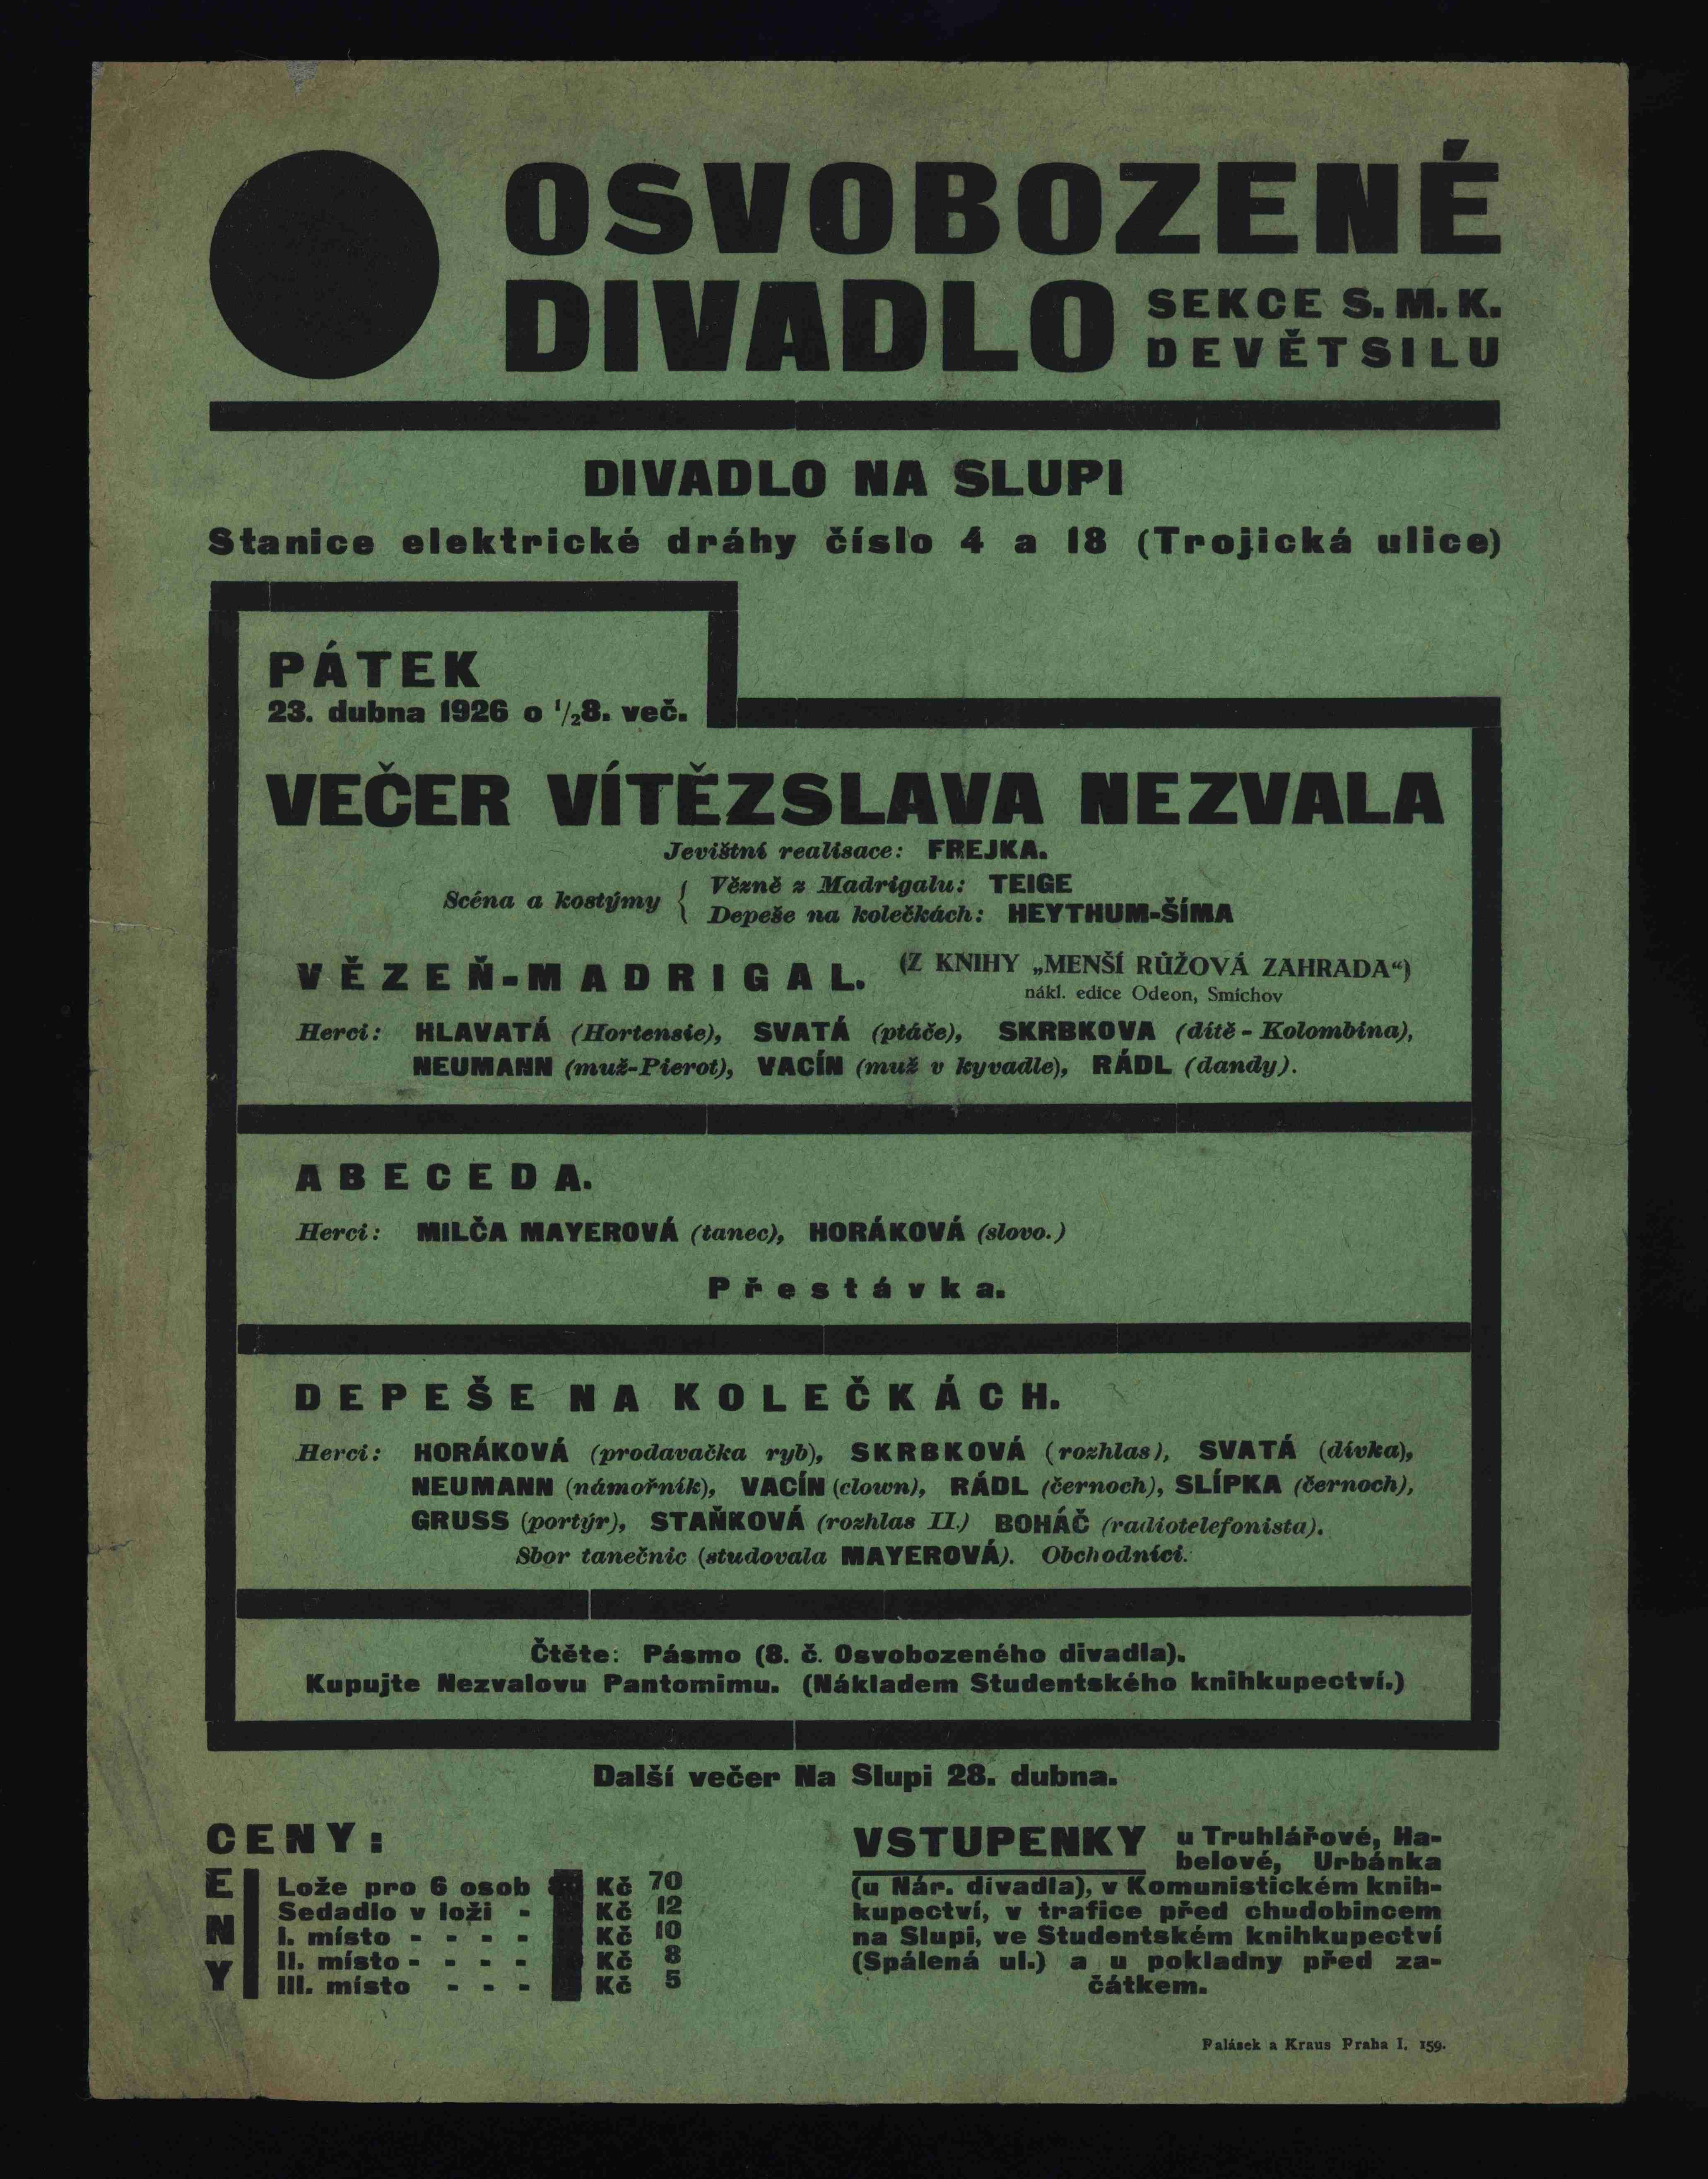 OSVOBOZENÉ
DIVADLO SEKCE S. M. K.
DEVĚTSILU
DIVADLO NA SLUPI
Stanice elektrické dráhy číslo 4 a 18 (Trojická ulice)
PÁTEK
23. dubna 1926 o 1/28. več.
VEČER VÍTĚZSLAVA NEZVALA
Jevištní realisace: FREJKA.
Scéna a kostýmy { Vězně z Madrigalu: TEIGE
Depeše na kolečkách: HEYTHUM-ŠÍMA
VĚZEŇ-MADRIGAL. (Z KNIHY „MENŠÍ RŮŽOVÁ ZAHRADA“)
nákl. edice Odeon, Smíchov
Herci: HLAVATÁ (Hortensie), SVATÁ (ptáče), SKRBKOVA (dítě - Kolombina),
NEUMANN (muž-Pierot), VACÍN (muž v kyvadle), RÁDL (dandy).
ABECEDA.
Herci: MILČA MAYEROVÁ (tanec), HORÁKOVÁ (slovo.)
Přestávka.
DEPEŠE NA KOLEČKÁCH.
Herci: HORÁKOVÁ (prodavačka ryb), SKRBKOVÁ (rozhlas), SVATÁ (dívka),
NEUMANN (námořník), VACÍN (clown), RÁDL (černoch), SLÍPKA (černoch),
GRUSS (portýr), STAŇKOVÁ (rozhlas II.) BOHÁČ (radiotelefonista).
Sbor tanečnic (studovala MAYEROVÁ). Obchodníci.
Čtěte: Pásmo (8. č. Osvobozeného divadla).
Kupujte Nezvalovu Pantomimu. (Nákladem Studentského knihkupectví.)
Další večer Na Slupi 28. dubna.
CENY:
E
N
Y
Lože pro 6 osob Kč 70
Sedadlo v loži - Kč 12
I. místo - - - - Kč 10
II. místo - - - - Kč 8
III. místo - - - Kč 5
VSTUPENKY u Truhlářové, Ha-
belové, Urbánka
(u Nár. divadla), v Komunistickém knih-
kupectví, v trafice před chudobincem
na Slupi, ve Studentském knihkupectví
(Spálená ul.) a u pokladny před za-
čátkem.
Palásek a Kraus Praha I, 159.